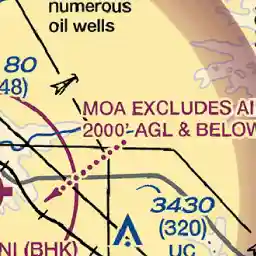 numerous
oil wells
80
48)
MOA EXCLUDES AI
2000' AGL & BELOW
3430
(320)
UC
NI (BHK)